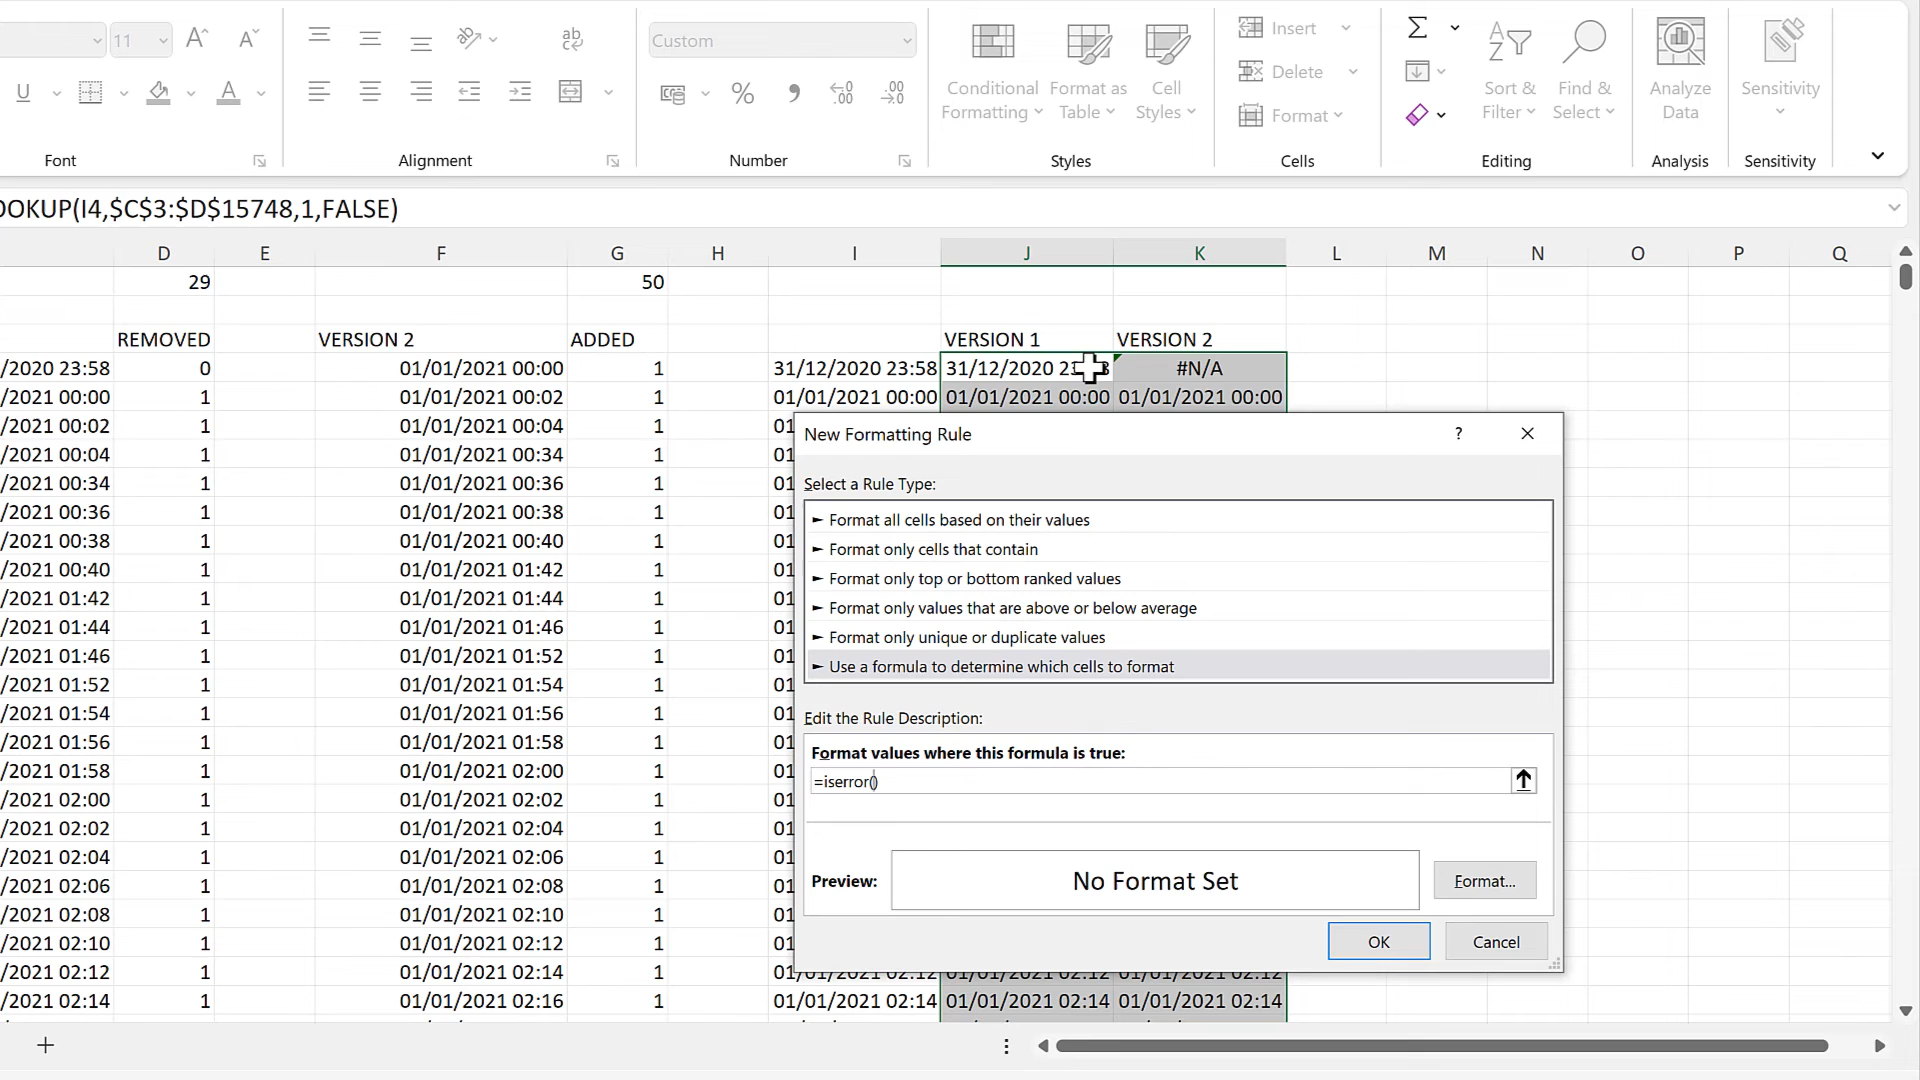 11
A
A
ab
c
Custom
Insert
U
A
%
Conditional Formatting
Format as Table
Cell Styles
Delete
Format
Sort & Filter
Find & Select
Analyze Data
Sensitivity
Font
Alignment
Number
Styles
Cells
Editing
Analysis
Sensitivity
OOKUP(I4,$C$3:$D$15748,1,FALSE)
D E F G H I J K L M N O P Q
29 50
REMOVED VERSION 2 ADDED VERSION 1 VERSION 2
/2020 23:58 0 01/01/2021 00:00 1 31/12/2020 23:58 31/12/2020 #N/A
/2021 00:00 1 01/01/2021 00:02 1 01/01/2021 00:00 01/01/2021 00:00 01/01/2021 00:00
/2021 00:02 1 01/01/2021 00:04 1 01
/2021 00:04 1 01/01/2021 00:34 1 01
/2021 00:34 1 01/01/2021 00:36 1 01
/2021 00:36 1 01/01/2021 00:38 1 01
/2021 00:38 1 01/01/2021 00:40 1 01
/2021 00:40 1 01/01/2021 01:42 1 01
/2021 01:42 1 01/01/2021 01:44 1 01
/2021 01:44 1 01/01/2021 01:46 1 01
/2021 01:46 1 01/01/2021 01:52 1 01
/2021 01:52 1 01/01/2021 01:54 1 01
/2021 01:54 1 01/01/2021 01:56 1 01
/2021 01:56 1 01/01/2021 01:58 1 01
/2021 01:58 1 01/01/2021 02:00 1 01
/2021 02:00 1 01/01/2021 02:02 1 01
/2021 02:02 1 01/01/2021 02:04 1 01
/2021 02:04 1 01/01/2021 02:06 1 01
/2021 02:06 1 01/01/2021 02:08 1 01
/2021 02:08 1 01/01/2021 02:10 1 01
/2021 02:10 1 01/01/2021 02:12 1 01
/2021 02:12 1 01/01/2021 02:14 1 01/01/2021 02:12 01/01/2021 02:12 01/01/2021 02:12
/2021 02:14 1 01/01/2021 02:16 1 01/01/2021 02:14 01/01/2021 02:14 01/01/2021 02:14
New Formatting Rule
?
Select a Rule Type:
► Format all cells based on their values
► Format only cells that contain
► Format only top or bottom ranked values
► Format only values that are above or below average
► Format only unique or duplicate values
► Use a formula to determine which cells to format
Edit the Rule Description:
Format values where this formula is true:
=iserror()
Preview:
No Format Set
Format...
OK
Cancel